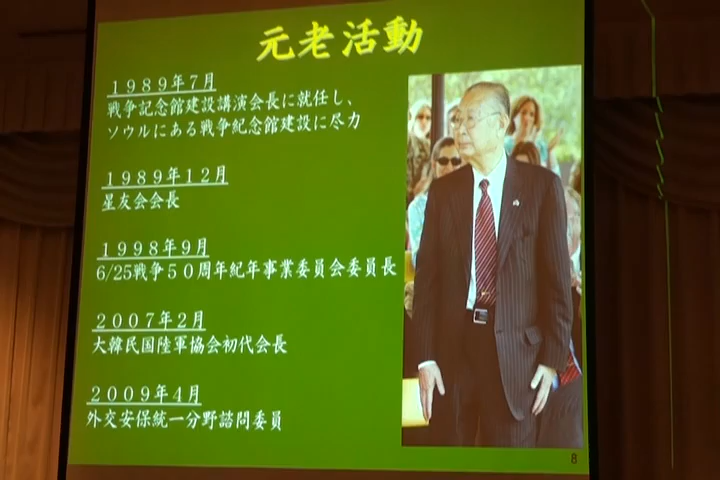 元老活動
1989年7月
戦争記念館建設講演会長に就任し、
ソウルにある戦争紀念館建設に尽力
1989年12月
星友会会長
1998年9月
6/25戦争50周年紀年事業委員会委員長
2007年2月
大韓民国陸軍協会初代会長
2009年4月
外交安保統一分野諮問委員
8